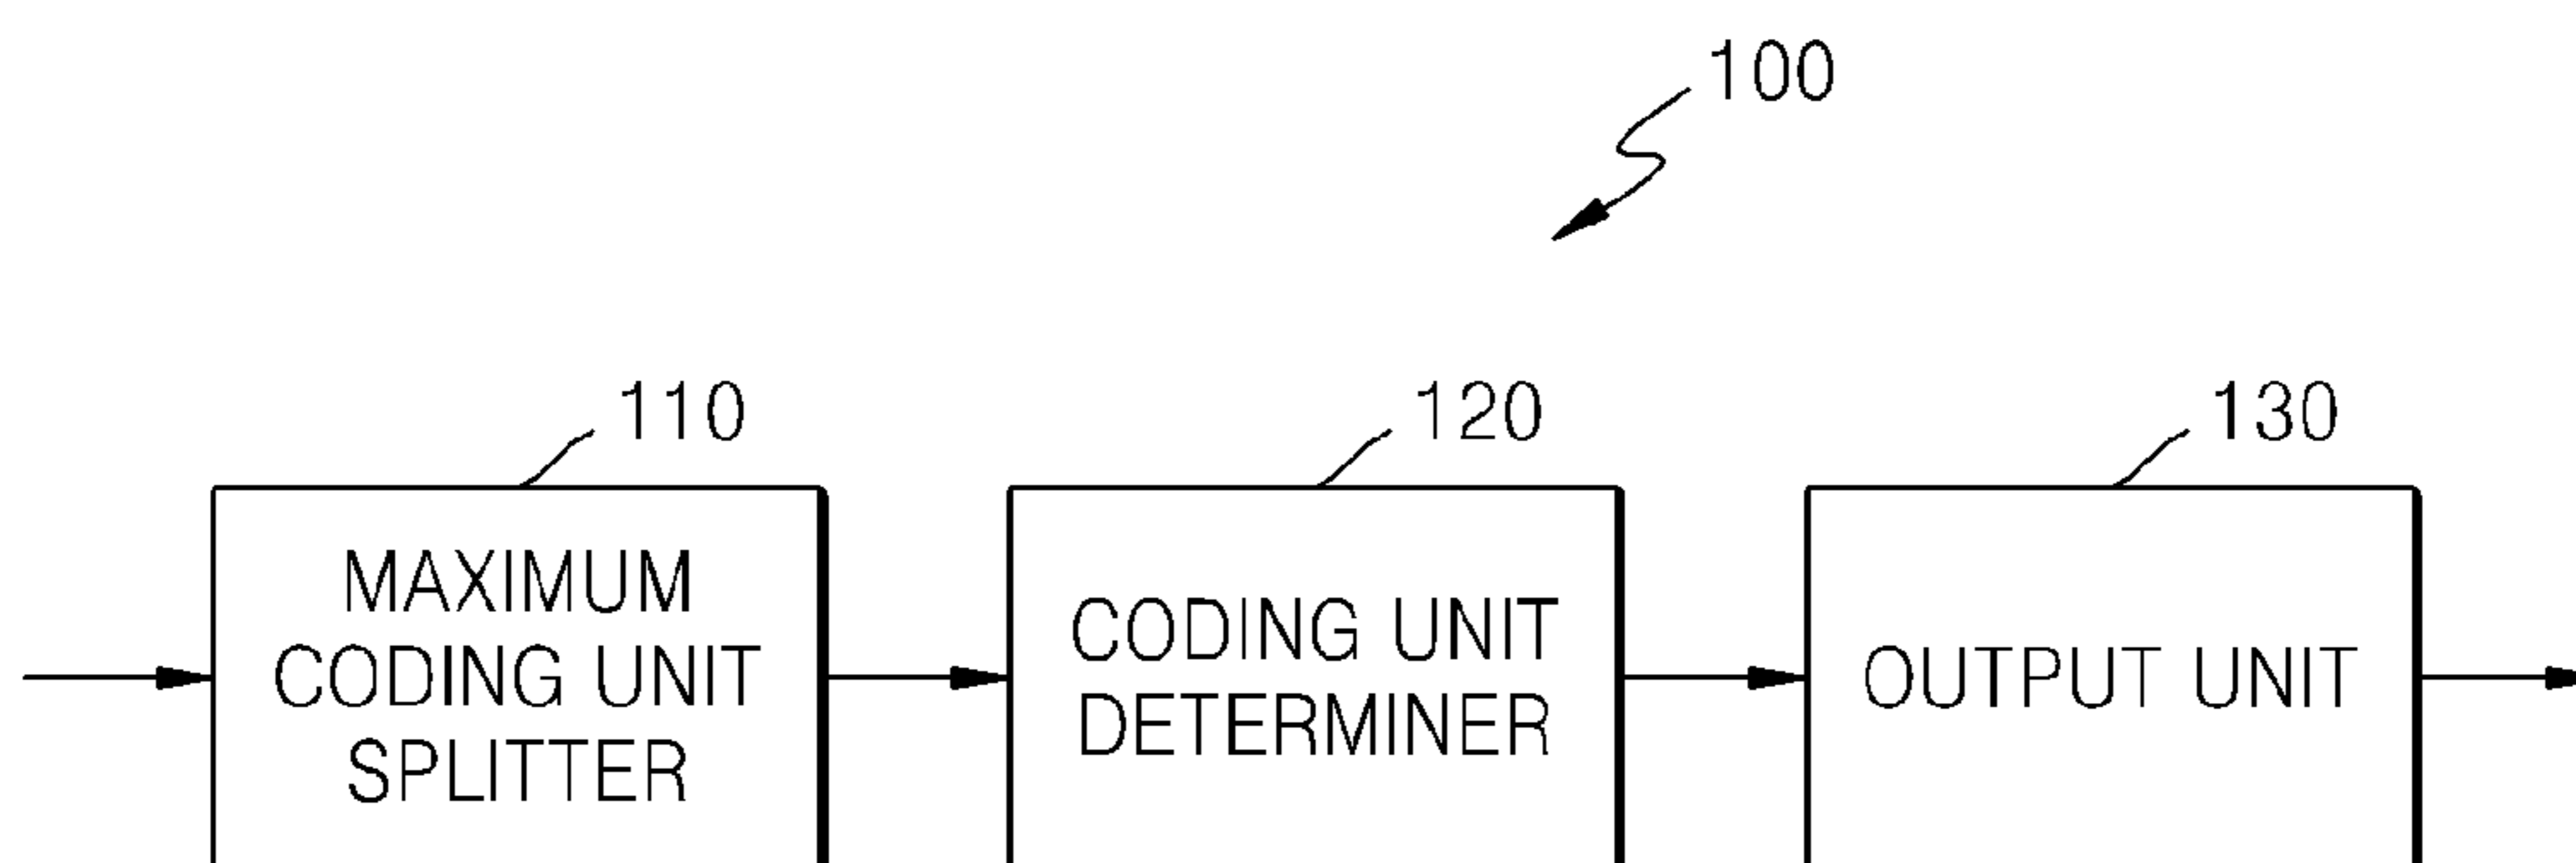 100
110
120
130
MAXIMUM
CODING UNIT
SPLITTER
CODING UNIT
DETERMINER
OUTPUT UNIT